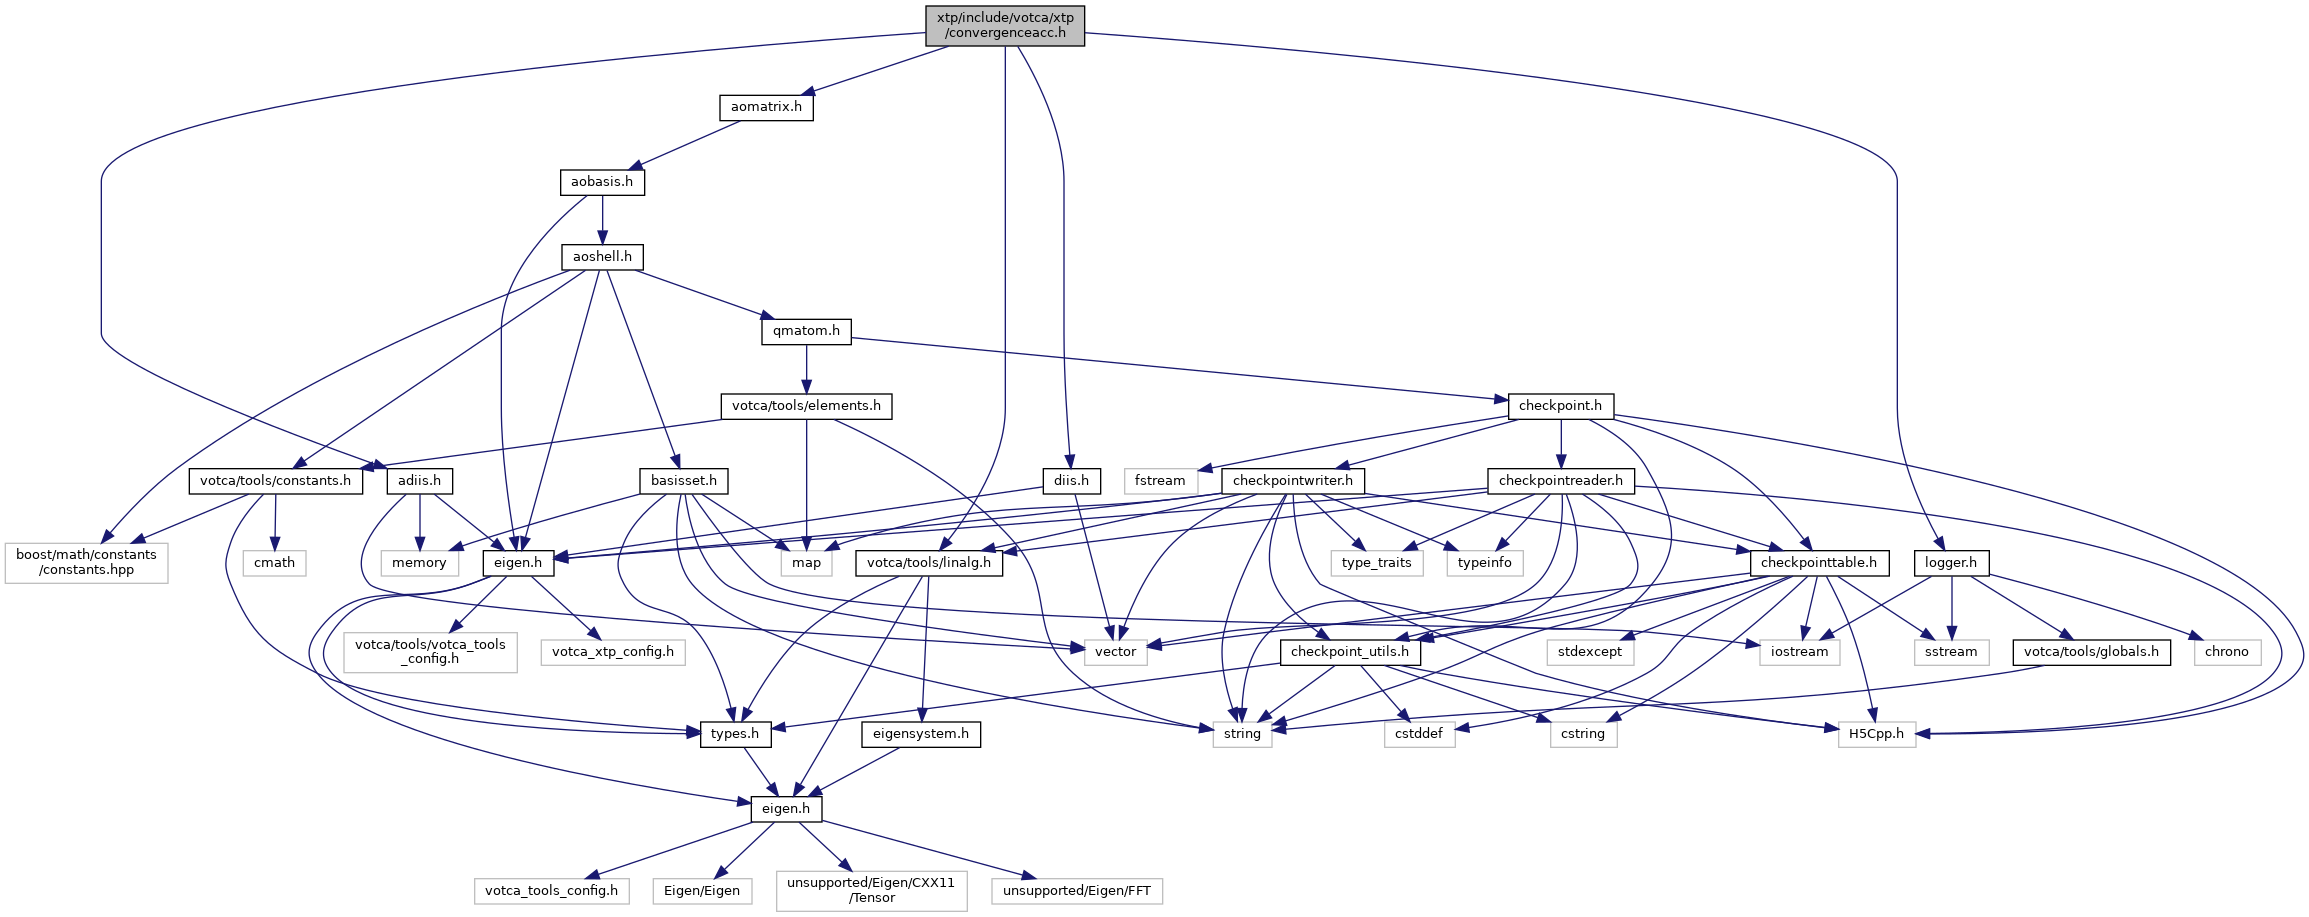 xtp/include/votca/xtp
/convergenceacc.h
aomatrix.h
aobasis.h
aoshell.h
qmatom.h
votca/tools/elements.h
checkpoint.h
votca/tools/constants.h
adiis.h
basisset.h
diis.h
fstream
checkpointwriter.h
checkpointreader.h
boost/math/constants
/constants.hpp
cmath
memory
eigen.h
map
votca/tools/linalg.h
type_traits
typeinfo
checkpointtable.h
logger.h
votca/tools/votca_tools
_config.h
votca_xtp_config.h
vector
checkpoint_utils.h
stdexcept
iostream
sstream
votca/tools/globals.h
chrono
types.h
eigensystem.h
string
cstddef
cstring
H5Cpp.h
eigen.h
votca_tools_config.h
Eigen/Eigen
unsupported/Eigen/CXX11
/Tensor
unsupported/Eigen/FFT